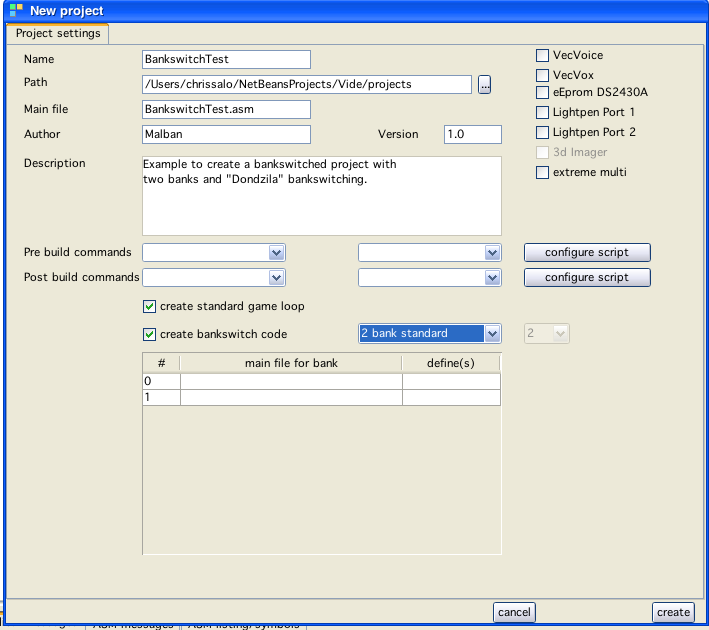 New project
Project settings
Name BankswitchTest
Path /Users/chrissalo/NetBeansProjects/Vide/projects ...
Main file BankswitchTest.asm
Author Malban Version 1.0
Description Example to create a bankswitched project with
two banks and "Dondzila" bankswitching.
VecVoice
VecVox
eEprom DS2430A
Lightpen Port 1
Lightpen Port 2
3d Imager
extreme multi
Pre build commands configure script
Post build commands configure script
create standard game loop
create bankswitch code 2 bank standard 2
# main file for bank define(s)
0
1
cancel create
ASM messages ASM listing/symbols